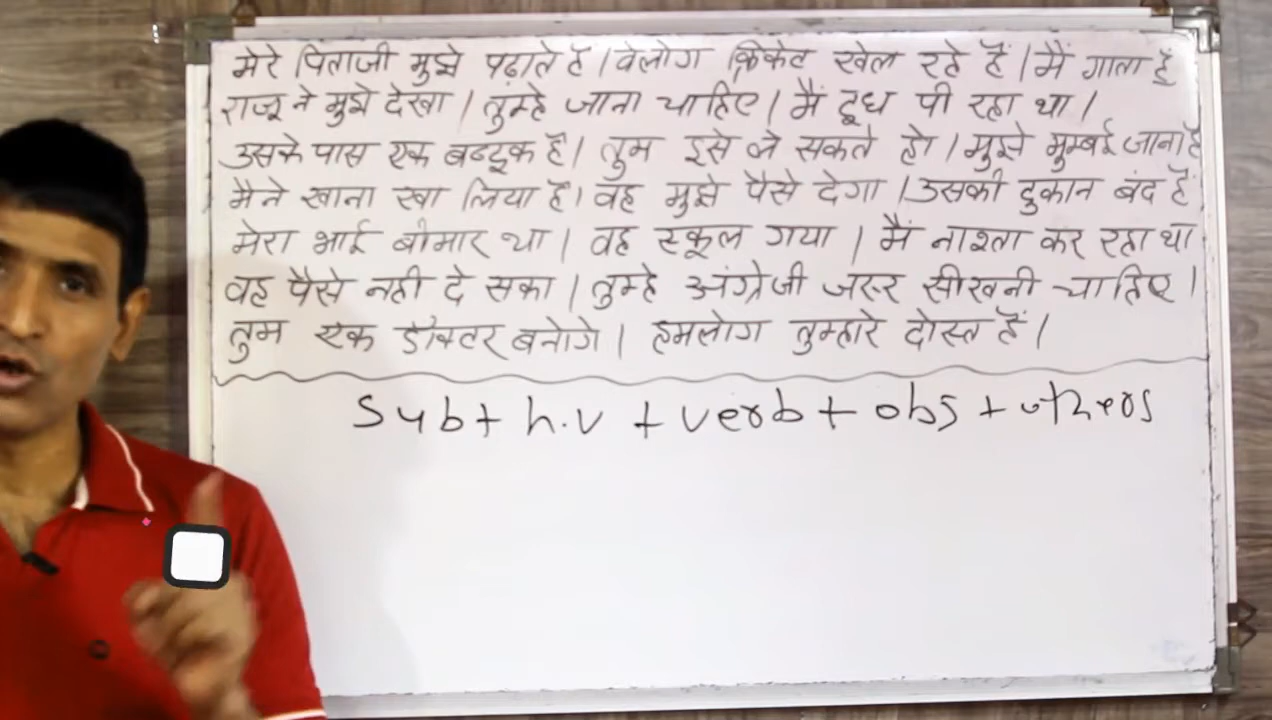 मेरे पिताजी मुझे पढाते है । वेलोग क्रिकेट खेल रहे हैं । मैं गाता हूँ
राजू ने मुझे देखा । तुम्हे जाना चाहिए । मैं दूध पी रहा था ।
उसके पास एक बन्दूक है । तुम इसे ले सकते हो । मुझे मुम्बई जाना है
मैने खाना खा लिया है । वह मुझे पैसे देगा । उसकी दुकान बंद है
मेरा भाई बीमार था । वह स्कूल गया । मैं नाश्ता कर रहा था
वह पैसे नही दे सका । तुम्हे अंग्रेजी जरूर सीखनी चाहिए ।
तुम एक डॉक्टर बनोगे । हमलोग तुम्हारे दोस्त हैं ।
Sub + h.v + verb + obj + others